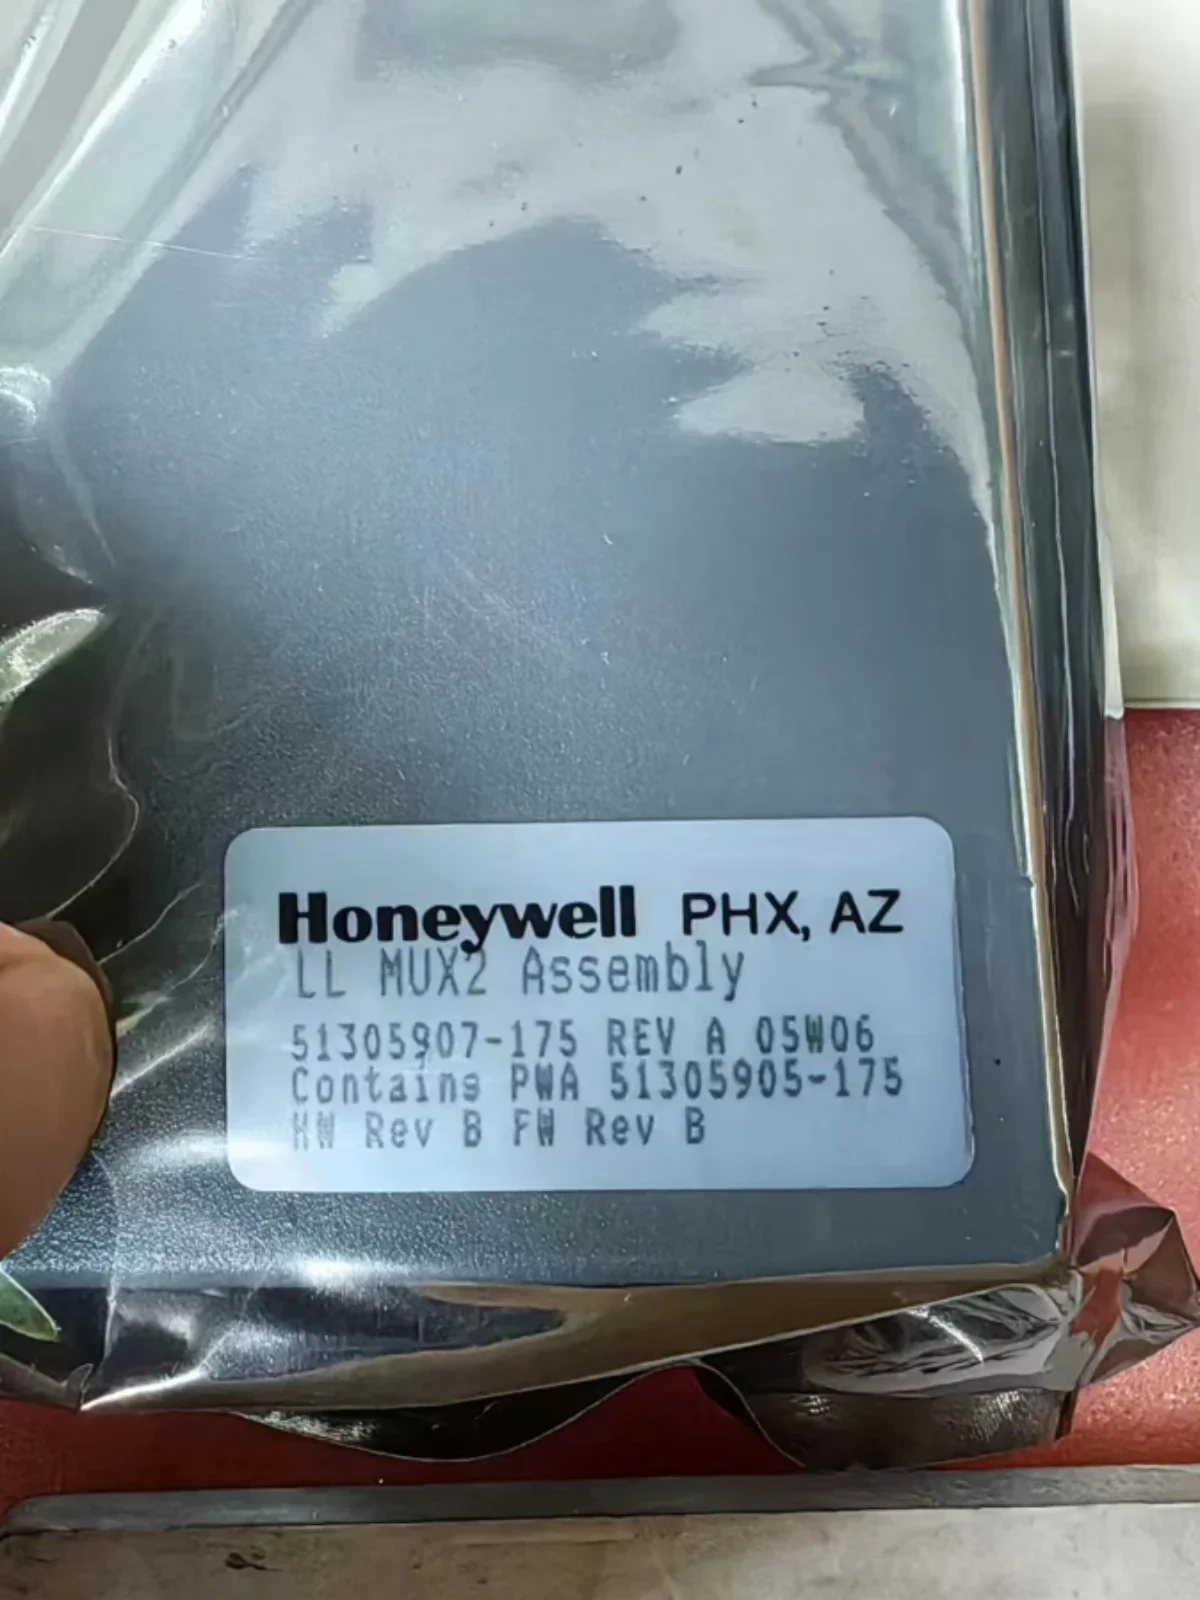 Honeywell PHX, AZ
LL MUX2 Assembly
51305907-175 REV A 05W06
Contains PWA 51305905-175
HW Rev B FW Rev B